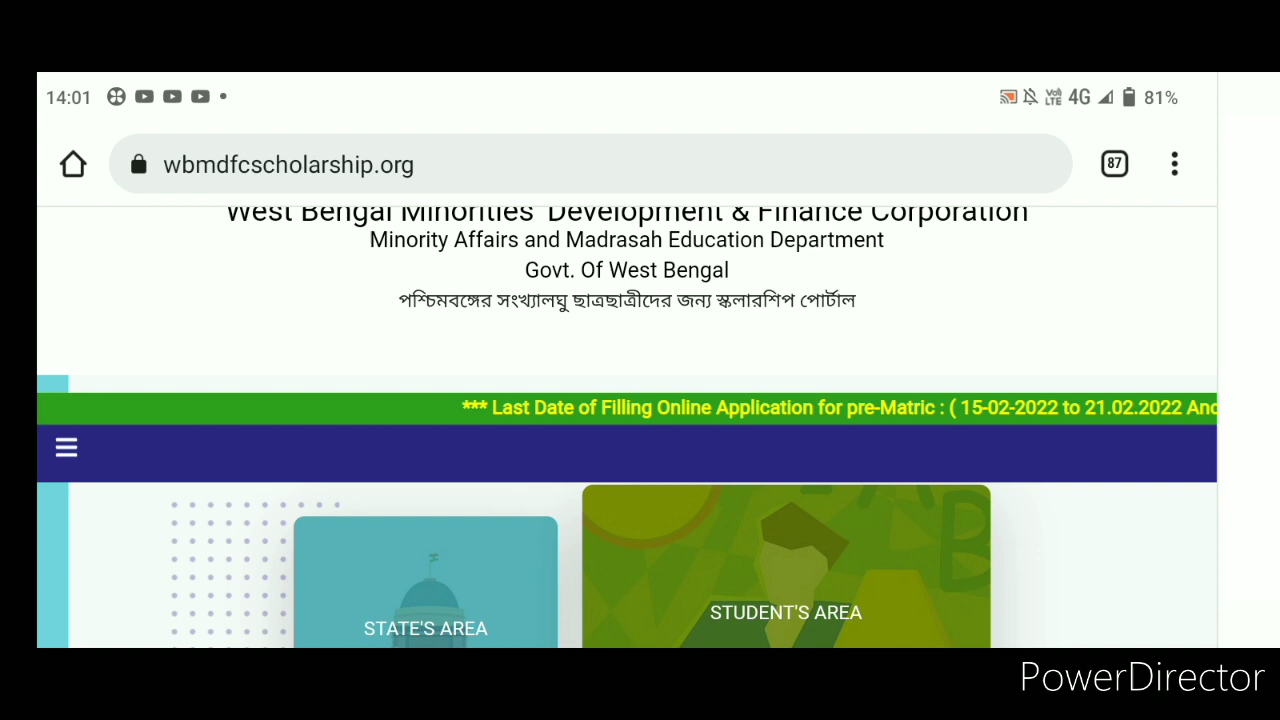 14:01
Vo) LTE 4G 81%
wbmdfcscholarship.org
87
West Bengal Minorities' Development & Finance Corporation
Minority Affairs and Madrasah Education Department
Govt. Of West Bengal
পশ্চিমবঙ্গের সংখ্যালঘু ছাত্রছাত্রীদের জন্য স্কলারশিপ পোর্টাল
*** Last Date of Filling Online Application for pre-Matric : ( 15-02-2022 to 21.02.2022 And
STATE'S AREA
STUDENT'S AREA
PowerDirector